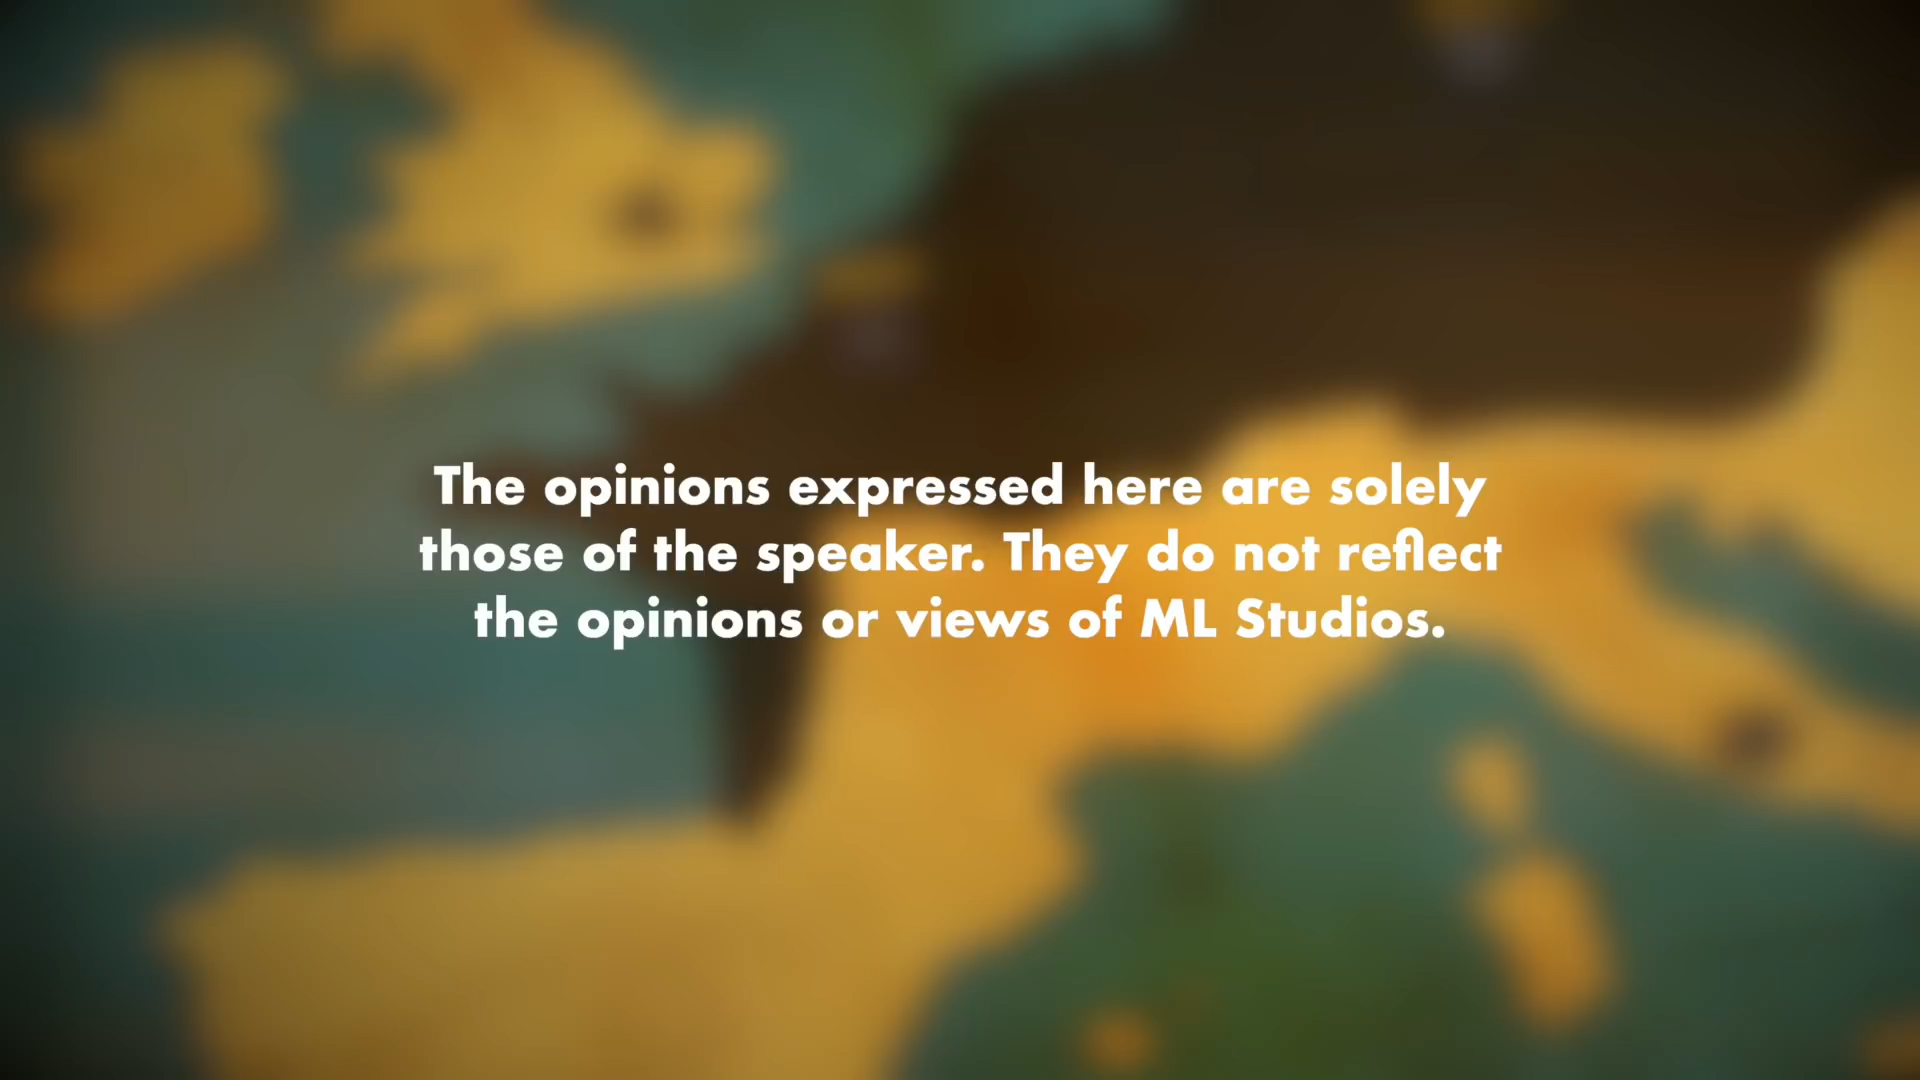 The opinions expressed here are solely
those of the speaker. They do not reflect
the opinions or views of ML Studios.